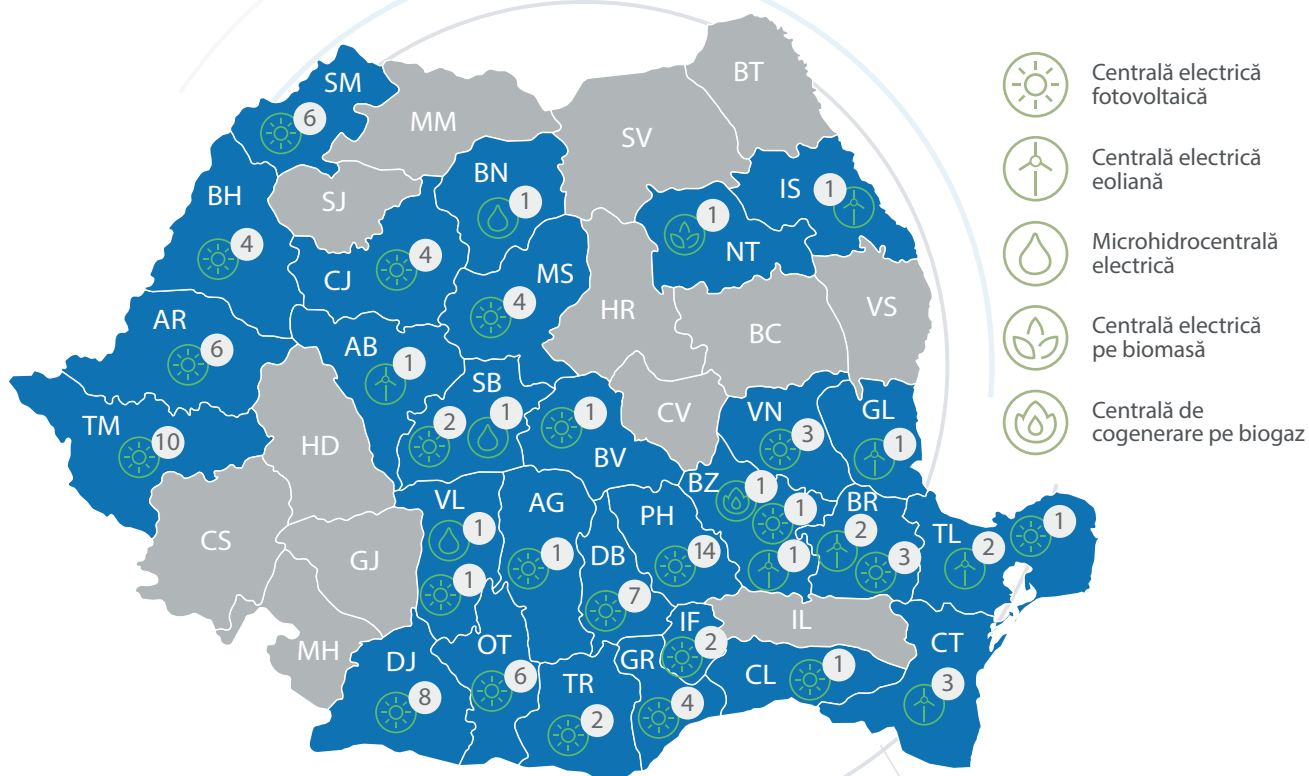 SM
6
MM
BT
SV
BH
4
SJ
BN
1
CJ
4
MS
4
IS
1
NT
1
HR
BC
VS
AR
6
AB
1
TM
10
HD
SB
2
1
BV
1
CV
VN
3
GL
1
CS
GJ
MH
VL
1
1
AG
1
PH
14
DB
7
BZ
1
1
1
BR
2
3
TL
2
1
DJ
8
OT
6
TR
2
GR
4
IF
2
IL
CL
1
CT
3
Centrală electrică
fotovoltaică
Centrală electrică
eoliană
Microhidrocentrală
electrică
Centrală electrică
pe biomasă
Centrală de
cogenerare pe biogaz